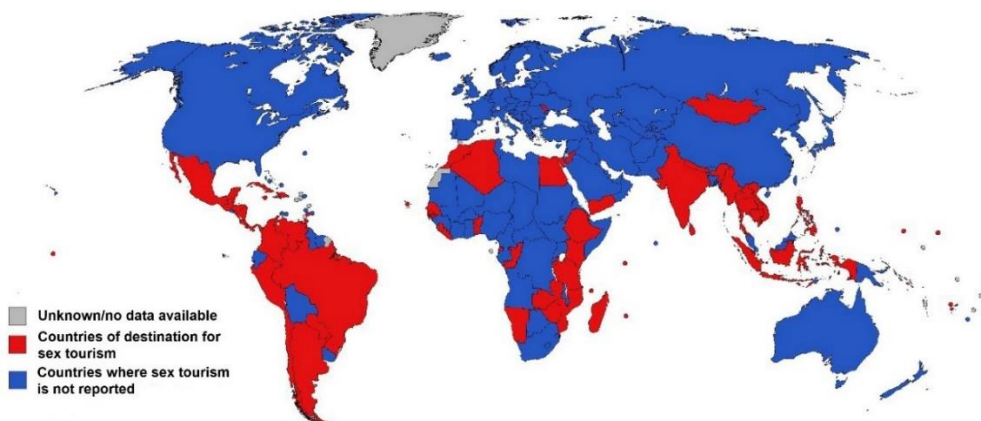 Unknown/no data available
Countries of destination for
sex tourism
Countries where sex tourism
is not reported